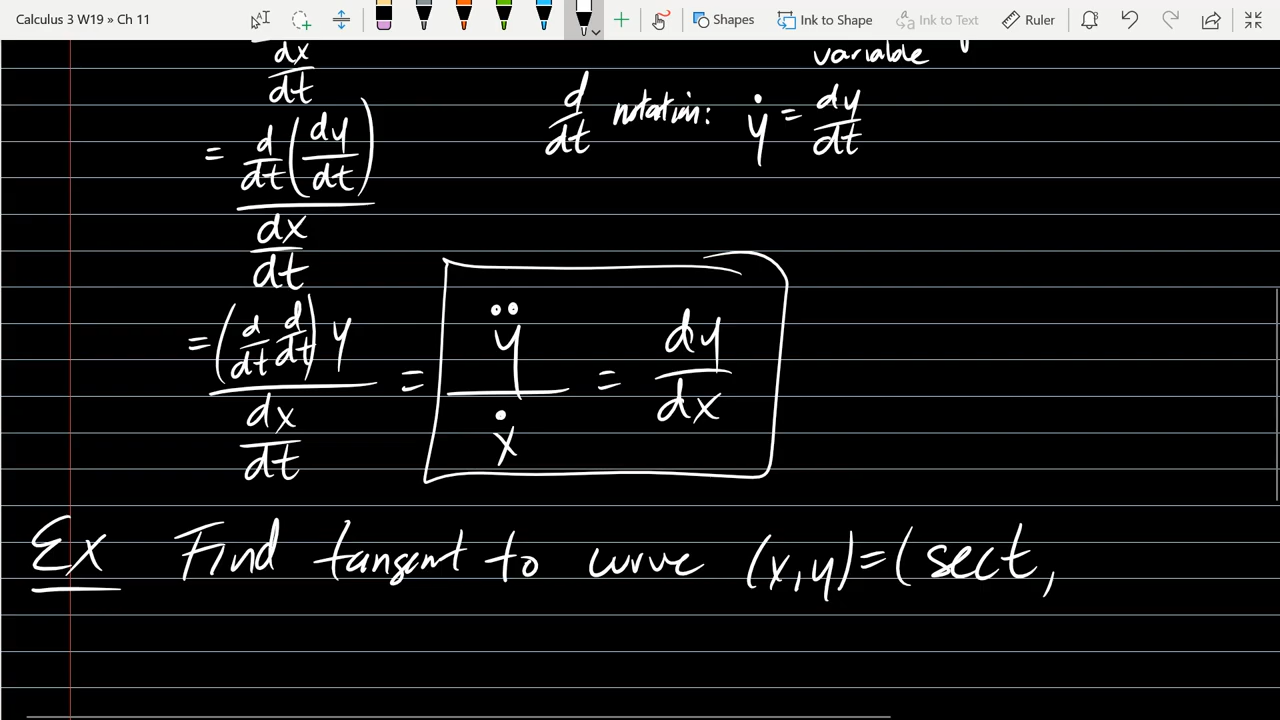 Calculus 3 W19 » Ch 11
Shapes
Ink to Shape
Ink to Text
Ruler
dx/dt
variable
d/dt notation: ẏ = dy/dt
= d/dt(dy/dt) / dx/dt
= (d/dt d/dt) y / dx/dt = ÿ/ẋ = dy/dx
Ex Find tangent to curve (x,y)=(sect,